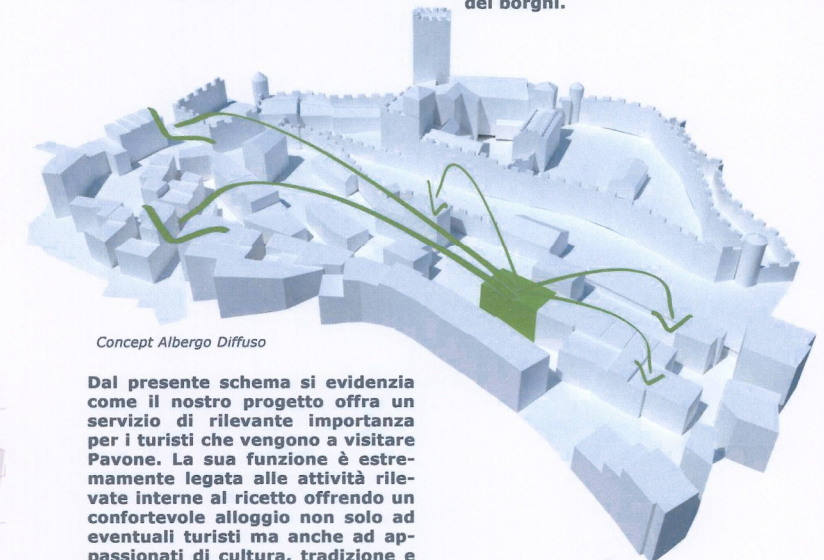 dei borghi.
Concept Albergo Diffuso
Dal presente schema si evidenzia
come il nostro progetto offra un
servizio di rilevante importanza
per i turisti che vengono a visitare
Pavone. La sua funzione è estre-
mamente legata alle attività rile-
vate interne al ricetto offrendo un
confortevole alloggio non solo ad
eventuali turisti ma anche ad ap-
passionati di cultura, tradizione e